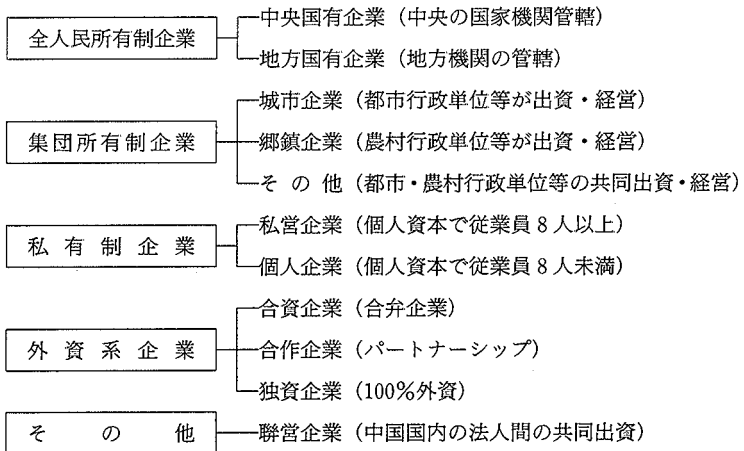 全人民所有制企業
中央国有企業（中央の国家機関管轄）
地方国有企業（地方機関の管轄）
集団所有制企業
城市企業（都市行政単位等が出資・経営）
郷鎮企業（農村行政単位等が出資・経営）
その他（都市・農村行政単位等の共同出資・経営）
私有制企業
私営企業（個人資本で従業員8人以上）
個人企業（個人資本で従業員8人未満）
外資系企業
合資企業（合弁企業）
合作企業（パートナーシップ）
独資企業（100％外資）
その他
聯営企業（中国国内の法人間の共同出資）